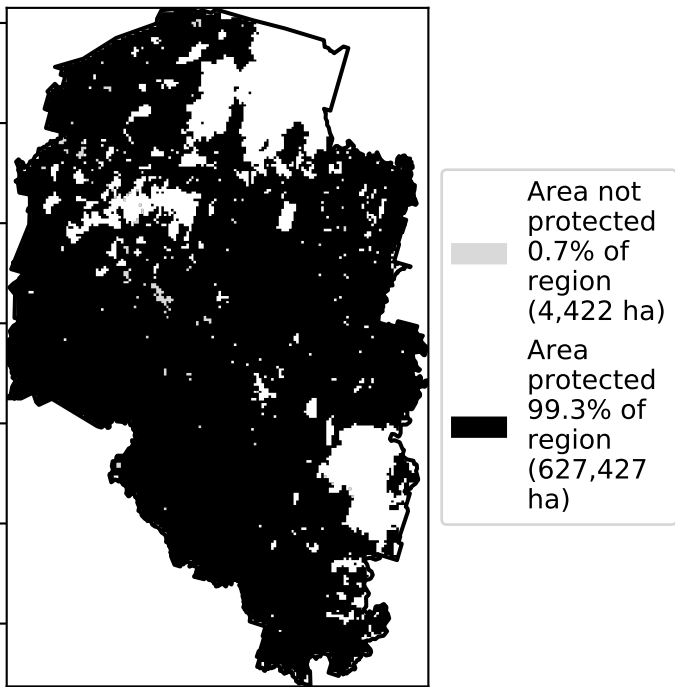 Area not
protected
0.7% of
region
(4,422 ha)
Area
protected
99.3% of
region
(627,427
ha)